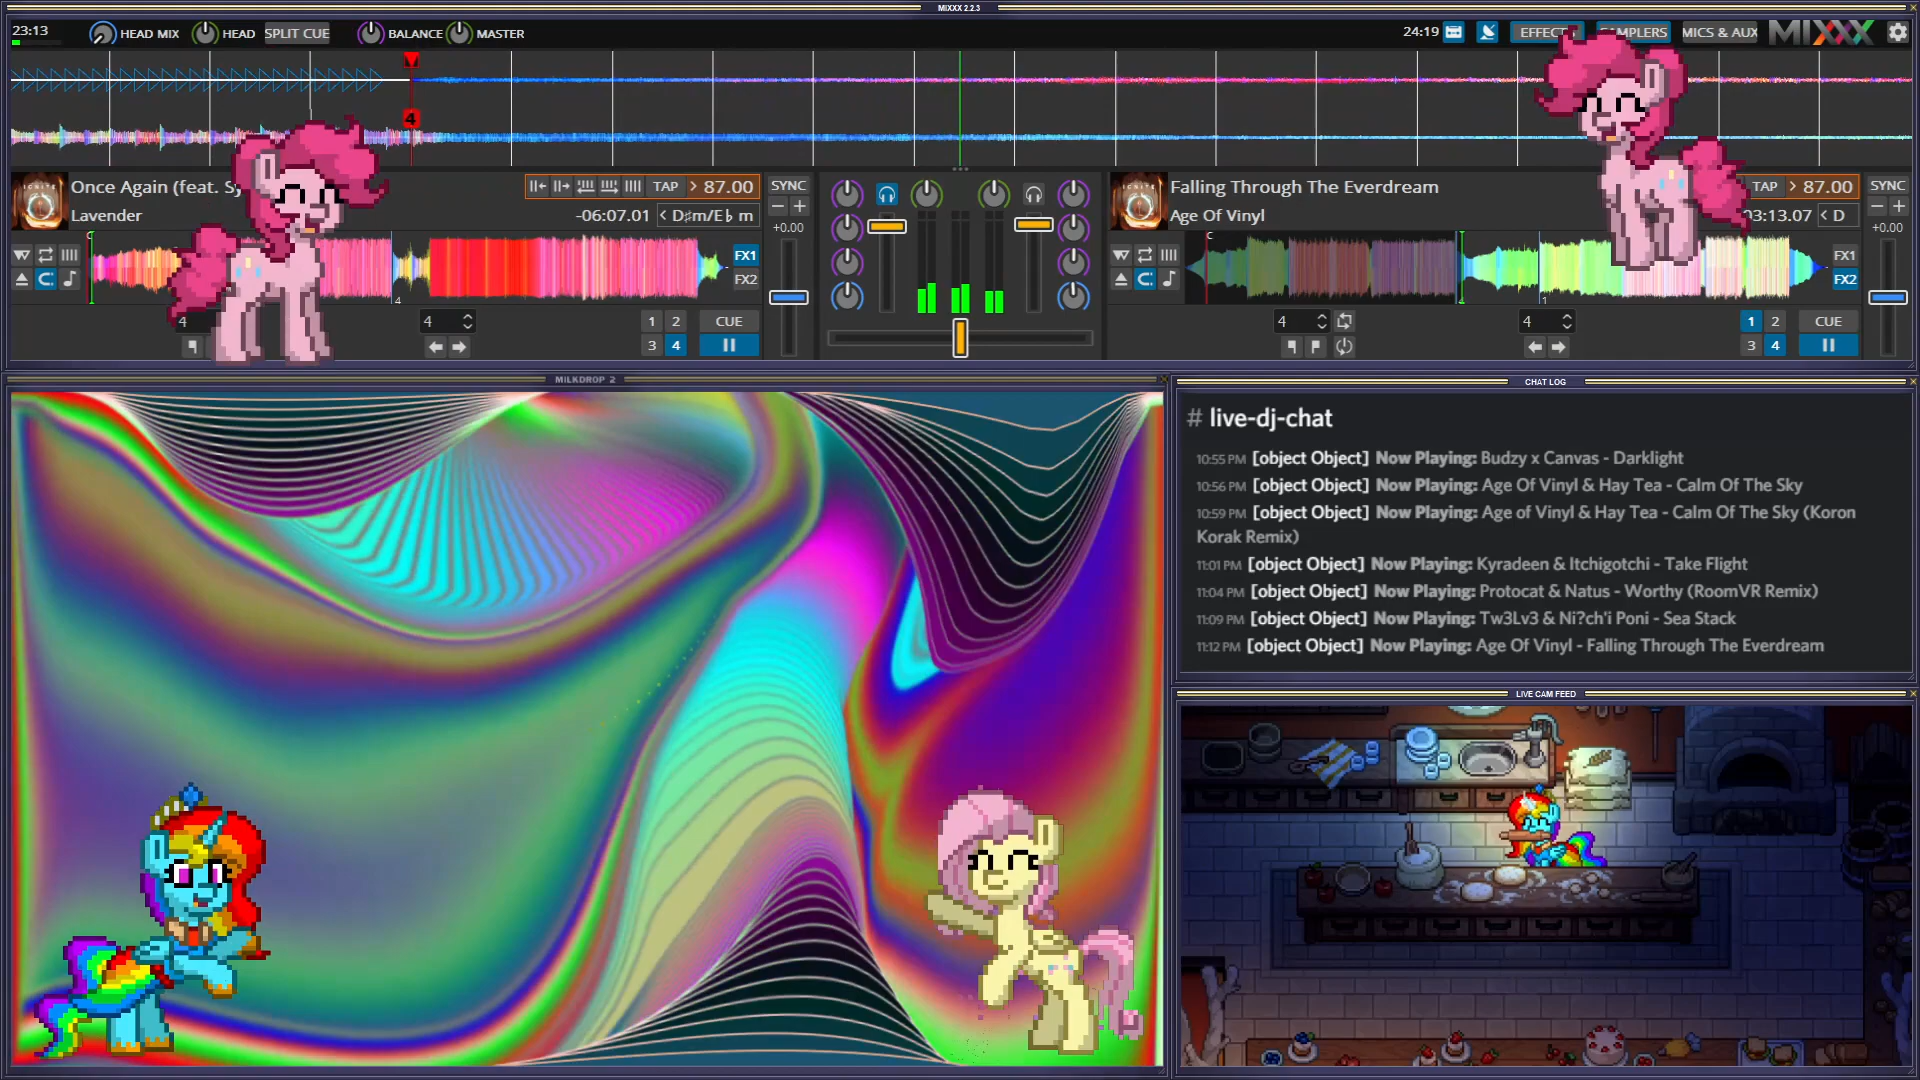 MIXXX 2.2.3
23:13 HEAD MIX HEAD SPLIT CUE BALANCE MASTER 24:19 MICS & AUX MIXXX
4
Once Again (feat.
Lavender
TAP 87.00
SYNC
-06:07.01 D♯m/E♭ m
+0.00
FX1
FX2
4
4
4
1 2 CUE
3 4
Falling Through The Everdream
Age Of Vinyl
TAP 87.00
SYNC
03:13.07 D
+0.00
C
FX1
FX2
1
4
4
1 2 CUE
3 4
MILKDROP 2
CHAT LOG
# live-dj-chat
10:55 PM [object Object] Now Playing: Budzy x Canvas - Darklight
10:56 PM [object Object] Now Playing: Age Of Vinyl & Hay Tea - Calm Of The Sky
10:59 PM [object Object] Now Playing: Age of Vinyl & Hay Tea - Calm Of The Sky (Koron
Korak Remix)
11:01 PM [object Object] Now Playing: Kyradeen & Itchigotchi - Take Flight
11:04 PM [object Object] Now Playing: Protocat & Natus - Worthy (RoomVR Remix)
11:09 PM [object Object] Now Playing: Tw3Lv3 & Ni?ch'i Poni - Sea Stack
11:12 PM [object Object] Now Playing: Age Of Vinyl - Falling Through The Everdream
LIVE CAM FEED